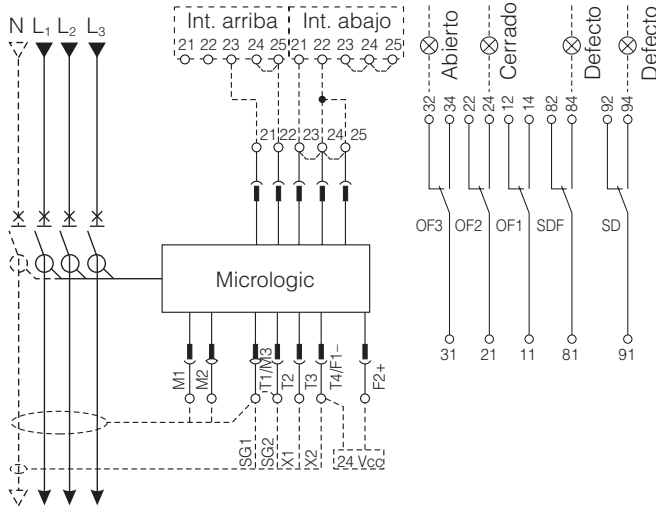 N L₁ L₂ L₃
Int. arriba
Int. abajo
21 22 23 24 25
21 22 23 24 25
21 22 23 24 25
Micrologic
M1
M2
T1/M3
T2
T3
T4/F1−
F2+
SG1
SG2
X1
X2
24 Vcc
Abierto
Cerrado
Defecto
Defecto
32 34 22 24 12 14 82 84 92 94
OF3 OF2 OF1 SDF SD
31 21 11 81 91